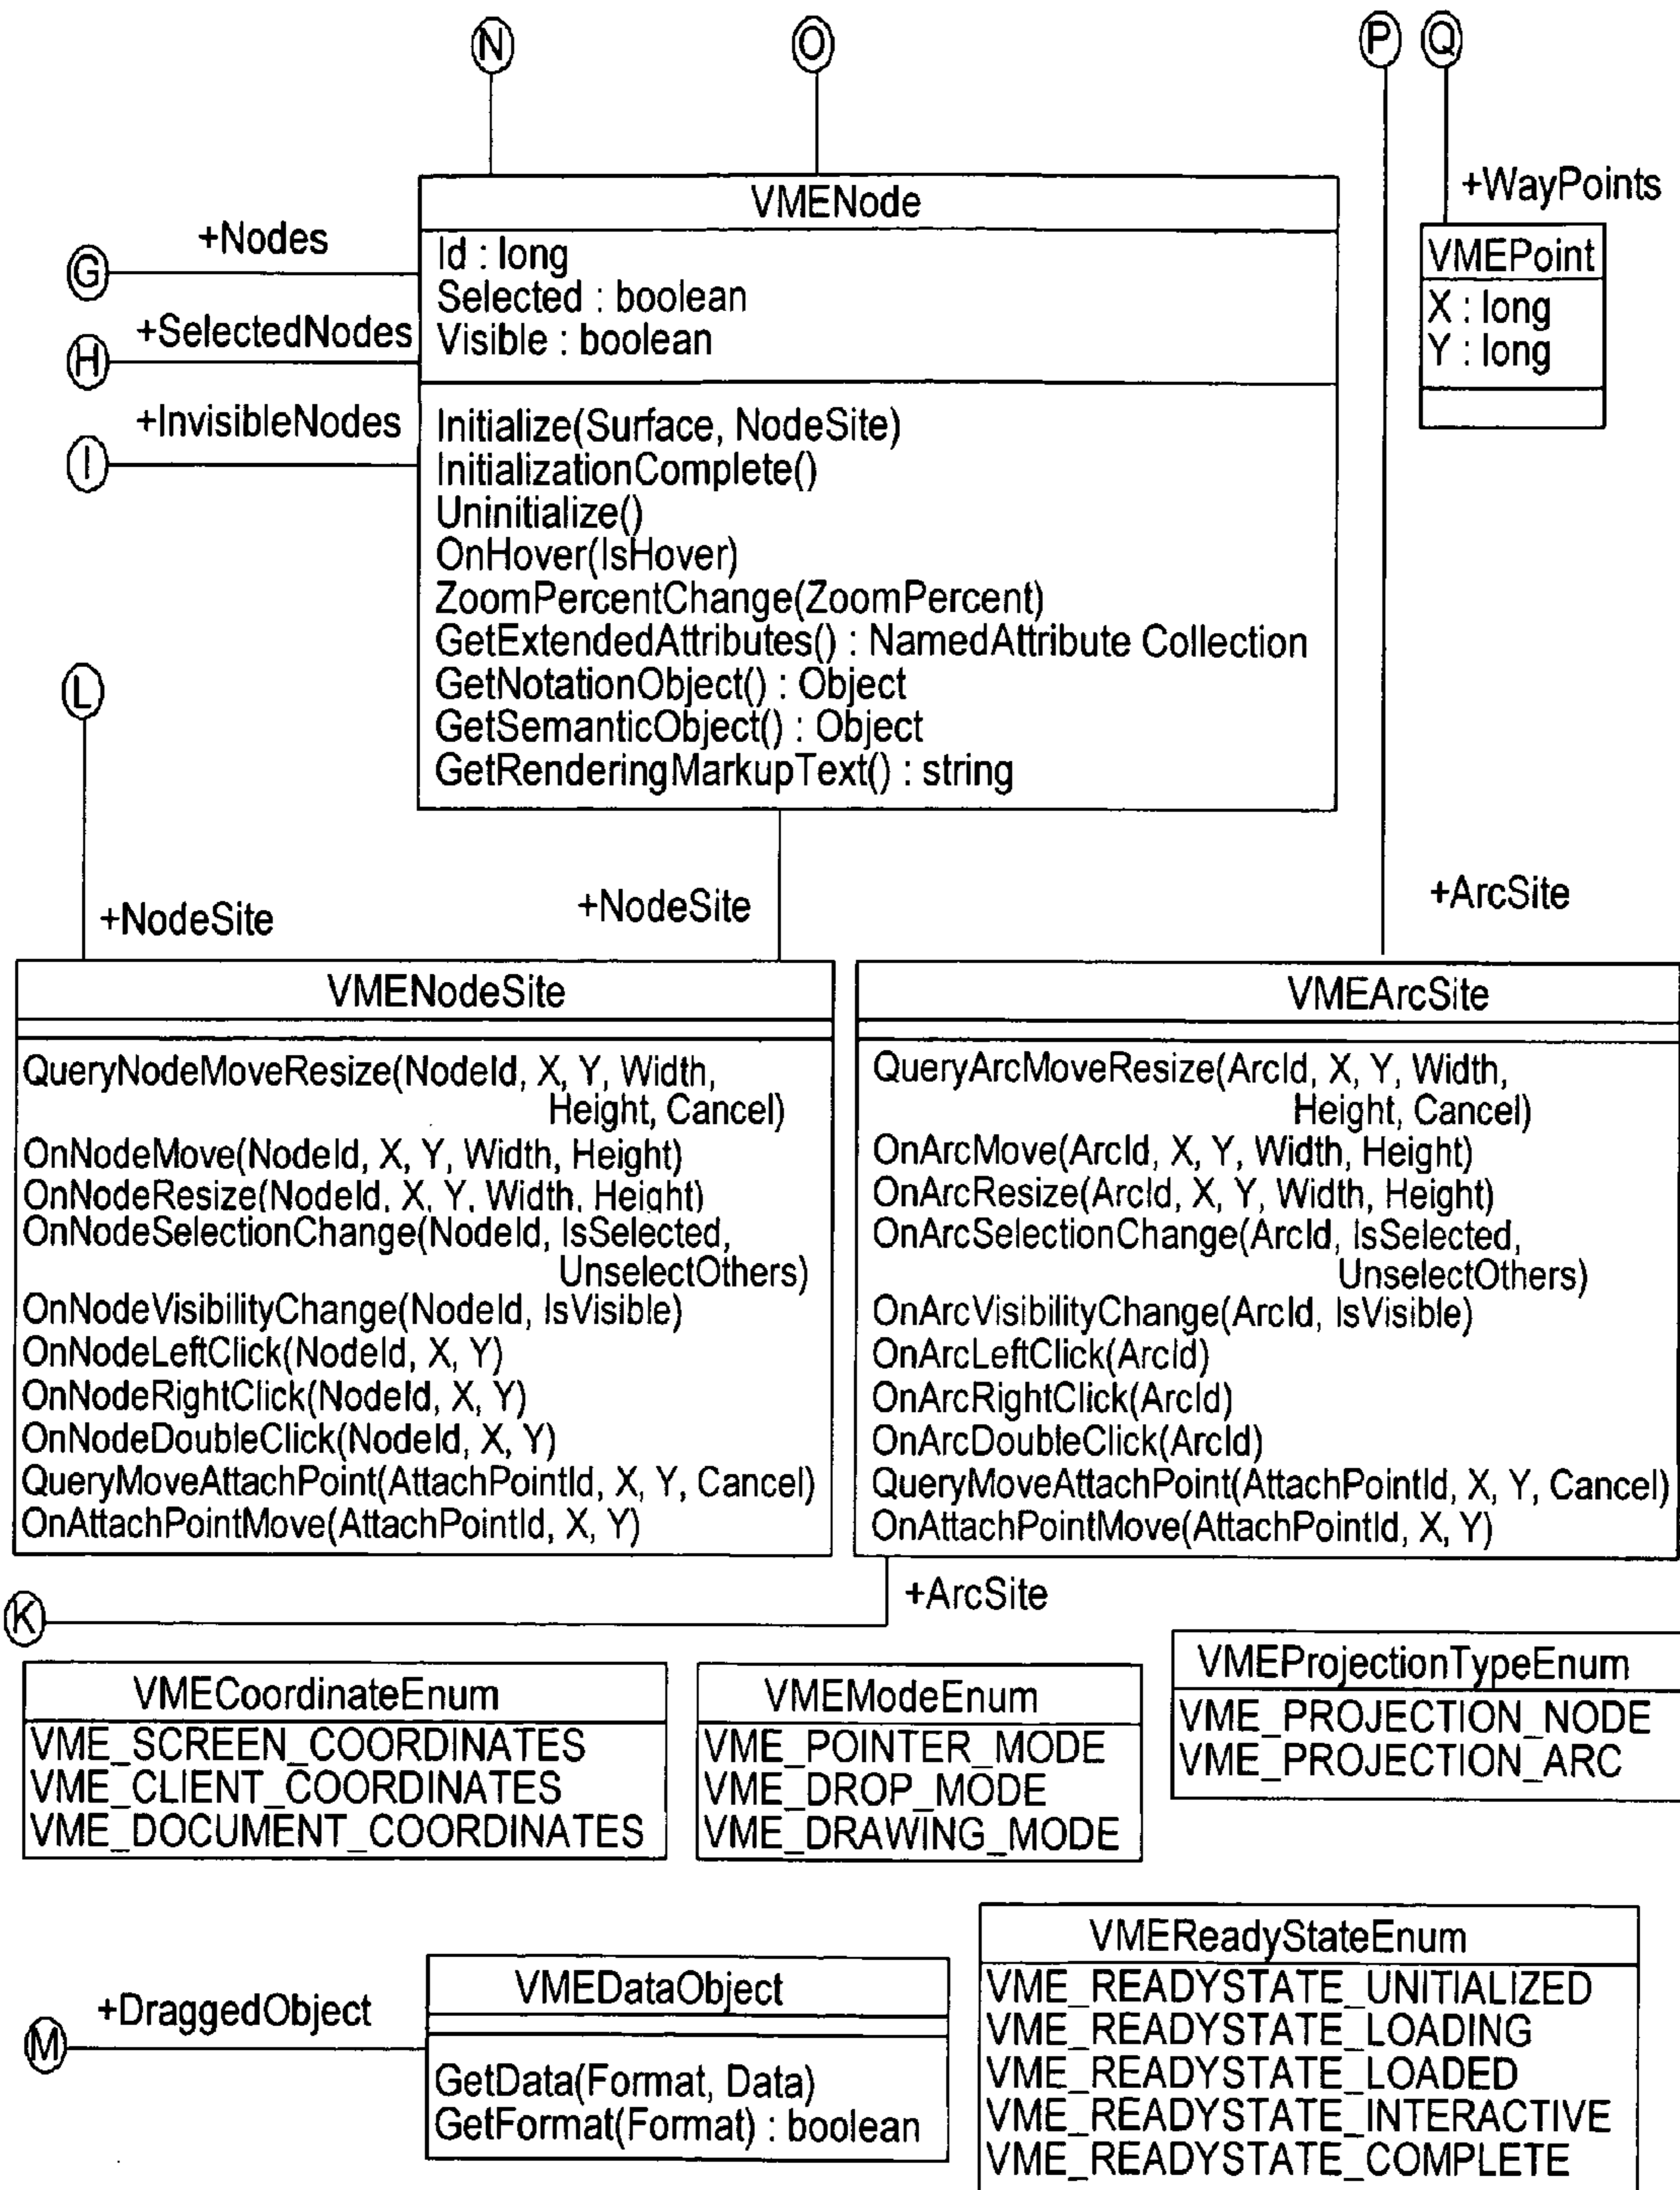 N
O
P
Q
+WayPoints
VMENode
Id : long
Selected : boolean
Visible : boolean
Initialize(Surface, NodeSite)
InitializationComplete()
Uninitialize()
OnHover(IsHover)
ZoomPercentChange(ZoomPercent)
GetExtendedAttributes() : NamedAttribute Collection
GetNotationObject() : Object
GetSemanticObject() : Object
GetRenderingMarkupText() : string
VMEPoint
X : long
Y : long
G
+Nodes
H
+SelectedNodes
I
+InvisibleNodes
L
+NodeSite
+NodeSite
+ArcSite
VMENodeSite
QueryNodeMoveResize(NodeId, X, Y, Width,
Height, Cancel)
OnNodeMove(NodeId, X, Y, Width, Height)
OnNodeResize(NodeId, X, Y, Width, Height)
OnNodeSelectionChange(NodeId, IsSelected,
UnselectOthers)
OnNodeVisibilityChange(NodeId, IsVisible)
OnNodeLeftClick(NodeId, X, Y)
OnNodeRightClick(NodeId, X, Y)
OnNodeDoubleClick(NodeId, X, Y)
QueryMoveAttachPoint(AttachPointId, X, Y, Cancel)
OnAttachPointMove(AttachPointId, X, Y)
VMEArcSite
QueryArcMoveResize(ArcId, X, Y, Width,
Height, Cancel)
OnArcMove(ArcId, X, Y, Width, Height)
OnArcResize(ArcId, X, Y, Width, Height)
OnArcSelectionChange(ArcId, IsSelected,
UnselectOthers)
OnArcVisibilityChange(ArcId, IsVisible)
OnArcLeftClick(ArcId)
OnArcRightClick(ArcId)
OnArcDoubleClick(ArcId)
QueryMoveAttachPoint(AttachPointId, X, Y, Cancel)
OnAttachPointMove(AttachPointId, X, Y)
K
+ArcSite
VMECoordinateEnum
VME_SCREEN_COORDINATES
VME_CLIENT_COORDINATES
VME_DOCUMENT_COORDINATES
VMEModeEnum
VME_POINTER_MODE
VME_DROP_MODE
VME_DRAWING_MODE
VMEProjectionTypeEnum
VME_PROJECTION_NODE
VME_PROJECTION_ARC
M
+DraggedObject
VMEDataObject
GetData(Format, Data)
GetFormat(Format) : boolean
VMEReadyStateEnum
VME_READYSTATE_UNITIALIZED
VME_READYSTATE_LOADING
VME_READYSTATE_LOADED
VME_READYSTATE_INTERACTIVE
VME_READYSTATE_COMPLETE